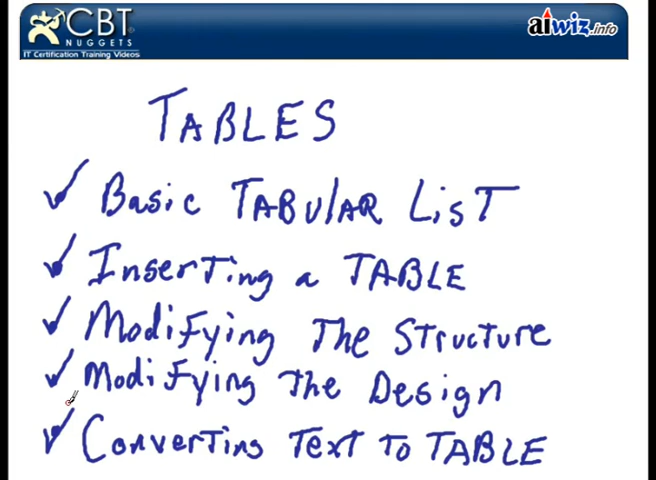 CBT
NUGGETS
IT Certification Training Videos
aiwiz.info
TABLES
Basic TABULAR LisT
Inserting a TABLE
Modifying The Structure
Modifying The Design
Converting Text To TABLE